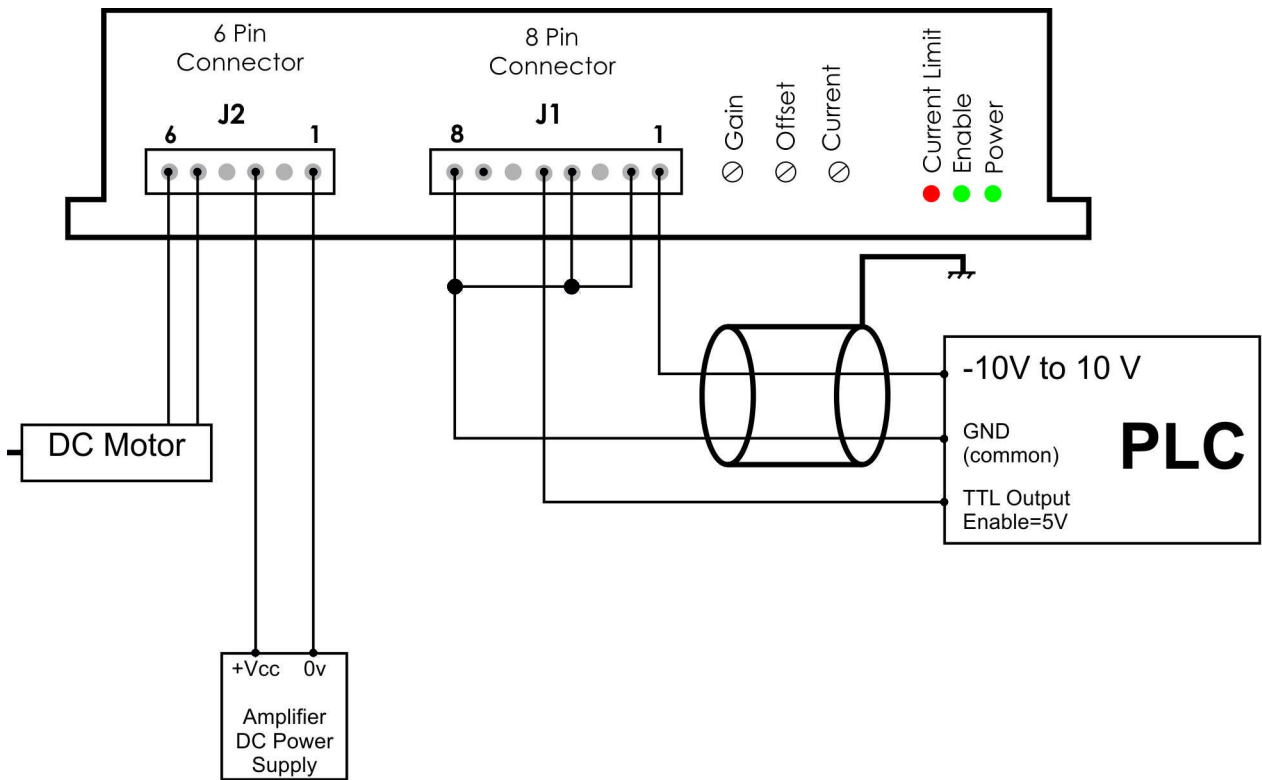 6 Pin
Connector
J2
6
1
8 Pin
Connector
J1
8
1
Gain
Offset
Current
Current Limit
Enable
Power
DC Motor
-10V to 10 V
GND
(common)
PLC
TTL Output
Enable=5V
+Vcc
0v
Amplifier
DC Power
Supply